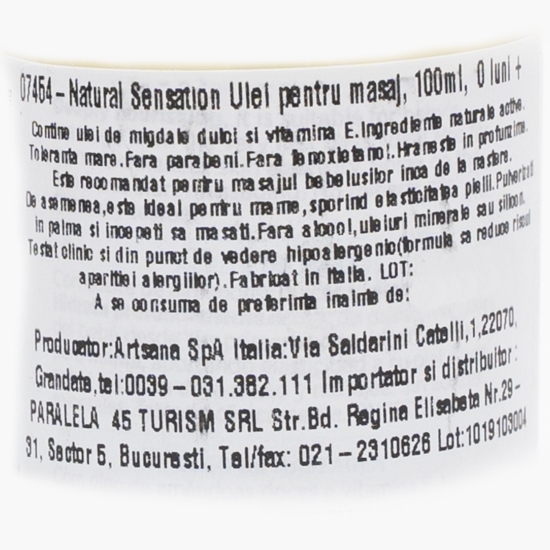 07454-Natural Sensation Ulei pentru masaj, 100ml, 0 luni +
Contine ulei de migdale dulci si vitamina E.Ingrediente naturale active.
Toleranta mare.Fara parabeni.Fara fenoxietanol.Hraneste in profunzime.
Este recomandat pentru masajul bebelusilor inca de la nastere.
De asemenea,este ideal pentru mame,sporind elasticitatea pielii.Puneti
in palma si incepeti sa masati.Fara alcool,uleiuri minerale sau silicon.
Testat clinic si din punct de vedere hipoalergenic(formula sa reduce riscul
aparitiei alergiilor).Fabricat in Italia. LOT:
A se consuma de preferinta inainte de:
Producator:Artsana SpA Italia:Via Saldarini Catelli,1,22070,
Grandate,tel:0039-031.382.111 Importator si distribuitor:
PARALELA 45 TURISM SRL Str.Bd. Regina Elisabeta Nr.29-
31, Sector 5, Bucuresti, Tel/fax: 021-2310626 Lot:1019103004